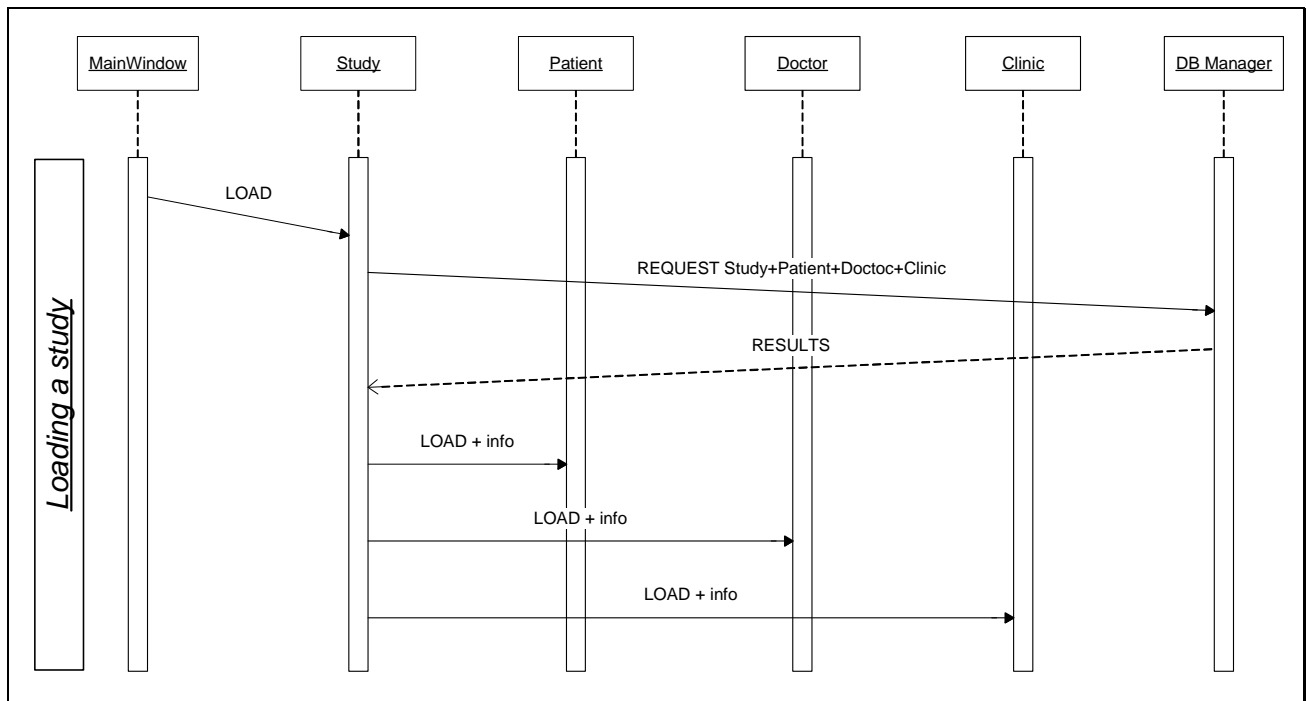 MainWindow
Study
Patient
Doctor
Clinic
DB Manager
Loading a study
LOAD
REQUEST Study+Patient+Doctoc+Clinic
RESULTS
LOAD + info
LOAD + info
LOAD + info